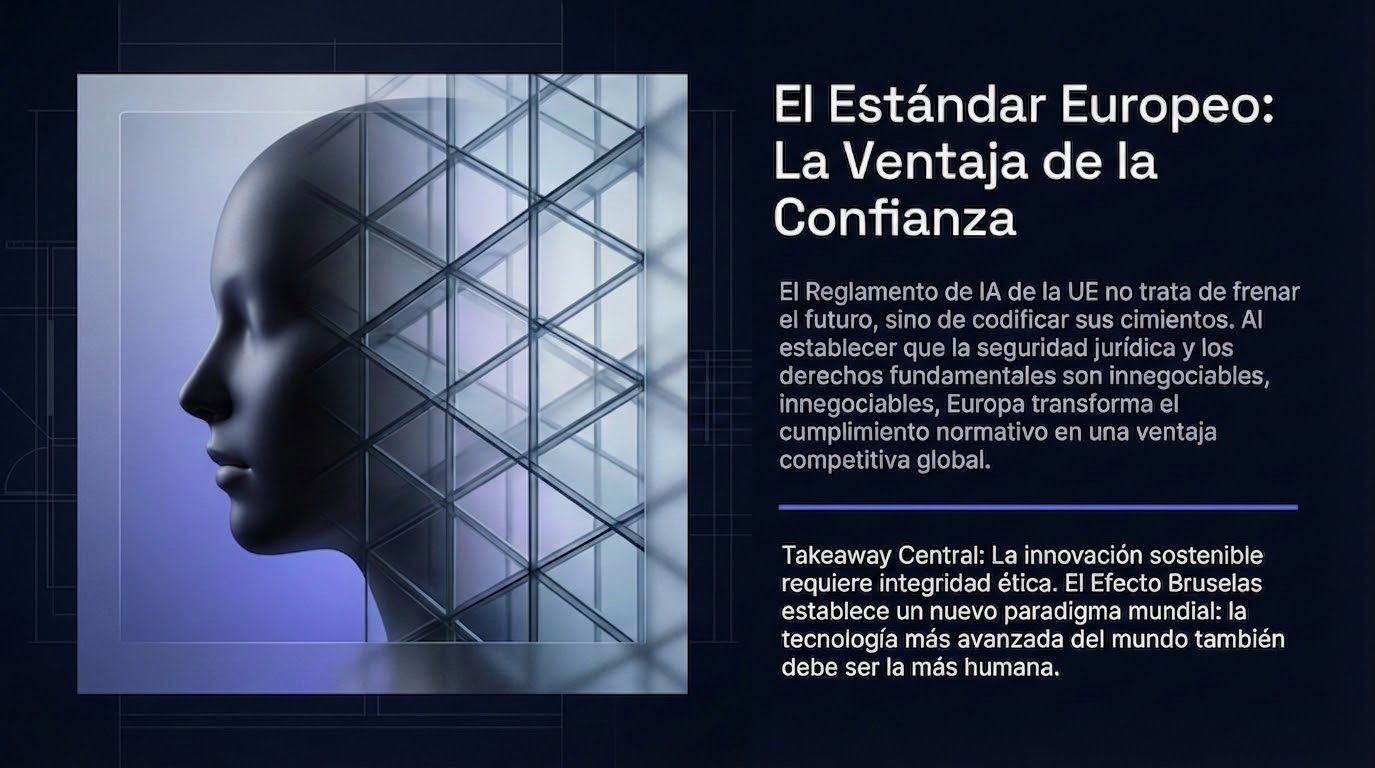 El Estándar Europeo:
La Ventaja de la
Confianza
El Reglamento de IA de la UE no trata de frenar
el futuro, sino de codificar sus cimientos. Al
establecer que la seguridad jurídica y los
derechos fundamentales son innegociables,
innegociables, Europa transforma el
cumplimiento normativo en una ventaja
competitiva global.
Takeaway Central: La innovación sostenible
requiere integridad ética. El Efecto Bruselas
establece un nuevo paradigma mundial: la
tecnología más avanzada del mundo también
debe ser la más humana.